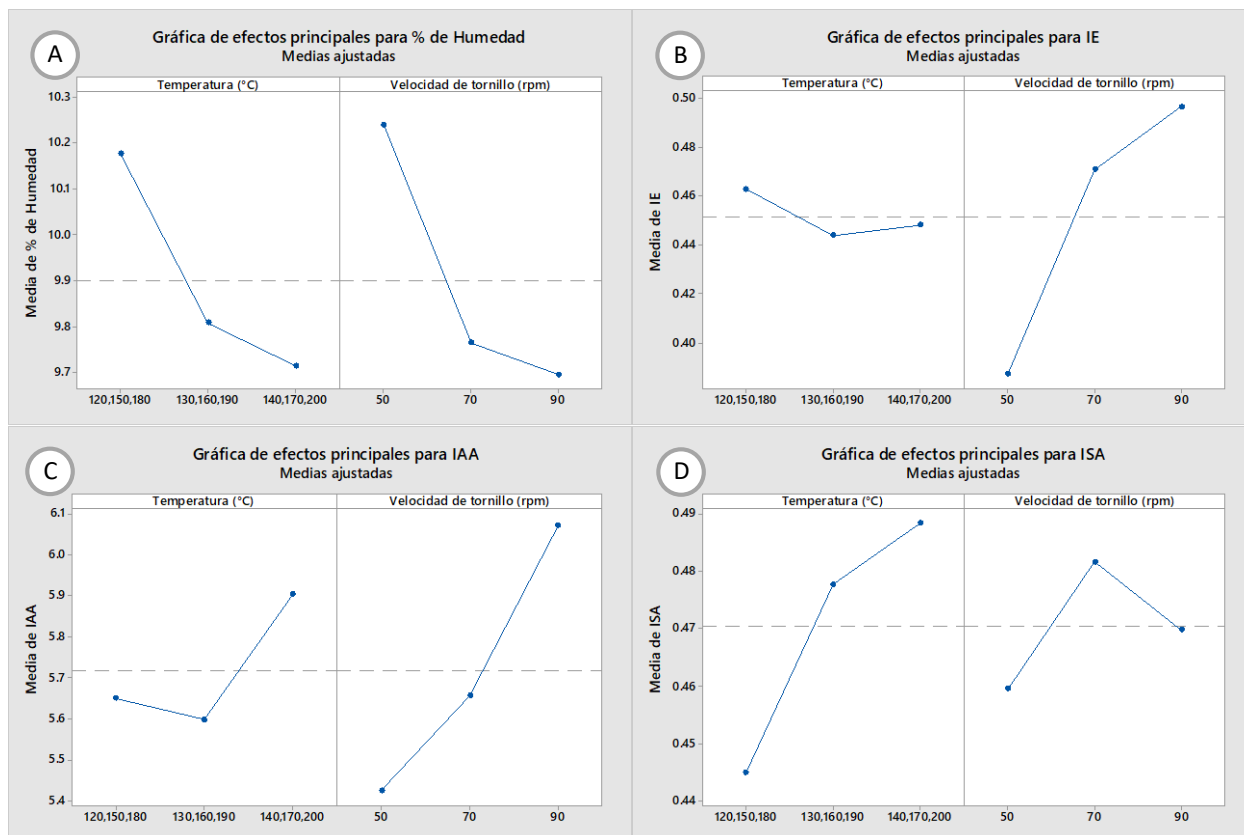 A
Gráfica de efectos principales para % de Humedad
Medias ajustadas
Temperatura (°C)
Velocidad de tornillo (rpm)
Media de % de Humedad
10.3
10.2
10.1
10.0
9.9
9.8
9.7
120,150,180
130,160,190
140,170,200
50
70
90
B
Gráfica de efectos principales para IE
Medias ajustadas
Temperatura (°C)
Velocidad de tornillo (rpm)
Media de IE
0.50
0.48
0.46
0.44
0.42
0.40
120,150,180
130,160,190
140,170,200
50
70
90
C
Gráfica de efectos principales para IAA
Medias ajustadas
Temperatura (°C)
Velocidad de tornillo (rpm)
Media de IAA
6.1
6.0
5.9
5.8
5.7
5.6
5.5
5.4
120,150,180
130,160,190
140,170,200
50
70
90
D
Gráfica de efectos principales para ISA
Medias ajustadas
Temperatura (°C)
Velocidad de tornillo (rpm)
Media de ISA
0.49
0.48
0.47
0.46
0.45
0.44
120,150,180
130,160,190
140,170,200
50
70
90